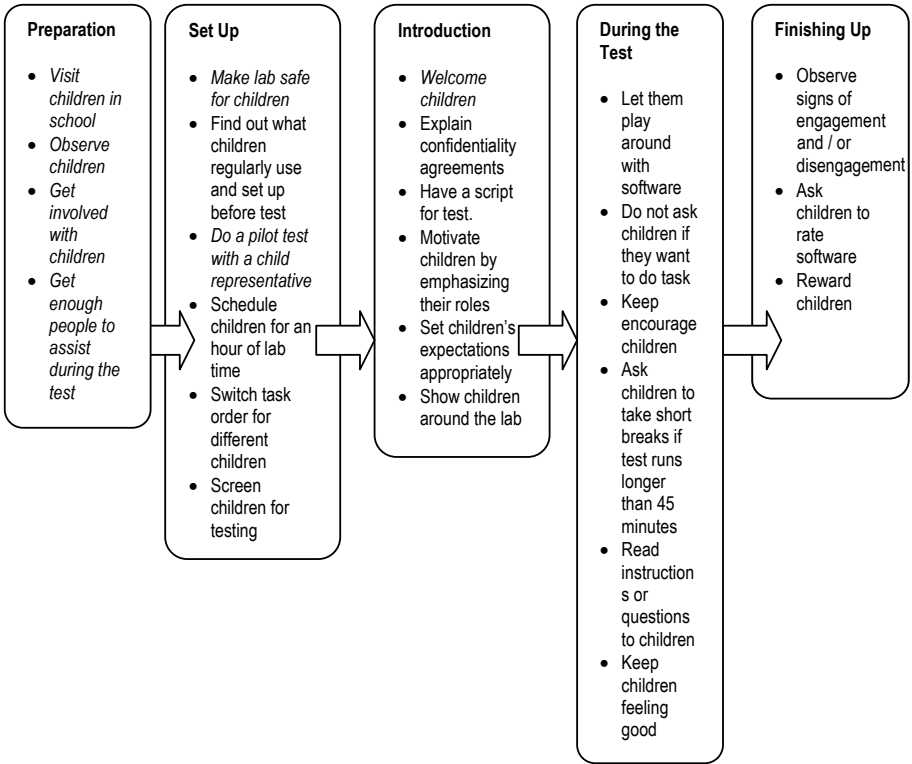 Preparation
• Visit
children in
school
• Observe
children
• Get
involved
with
children
• Get
enough
people to
assist
during the
test
Set Up
• Make lab safe
for children
• Find out what
children
regularly use
and set up
before test
• Do a pilot test
with a child
representative
• Schedule
children for an
hour of lab
time
• Switch task
order for
different
children
• Screen
children for
testing
Introduction
• Welcome
children
• Explain
confidentiality
agreements
• Have a script
for test.
• Motivate
children by
emphasizing
their roles
• Set children's
expectations
appropriately
• Show children
around the lab
During the
Test
• Let them
play
around
with
software
• Do not ask
children if
they want
to do task
• Keep
encourage
children
• Ask
children to
take short
breaks if
test runs
longer
than 45
minutes
• Read
instruction
s or
questions
to children
• Keep
children
feeling
good
Finishing Up
• Observe
signs of
engagement
and / or
disengagement
• Ask
children to
rate
software
• Reward
children